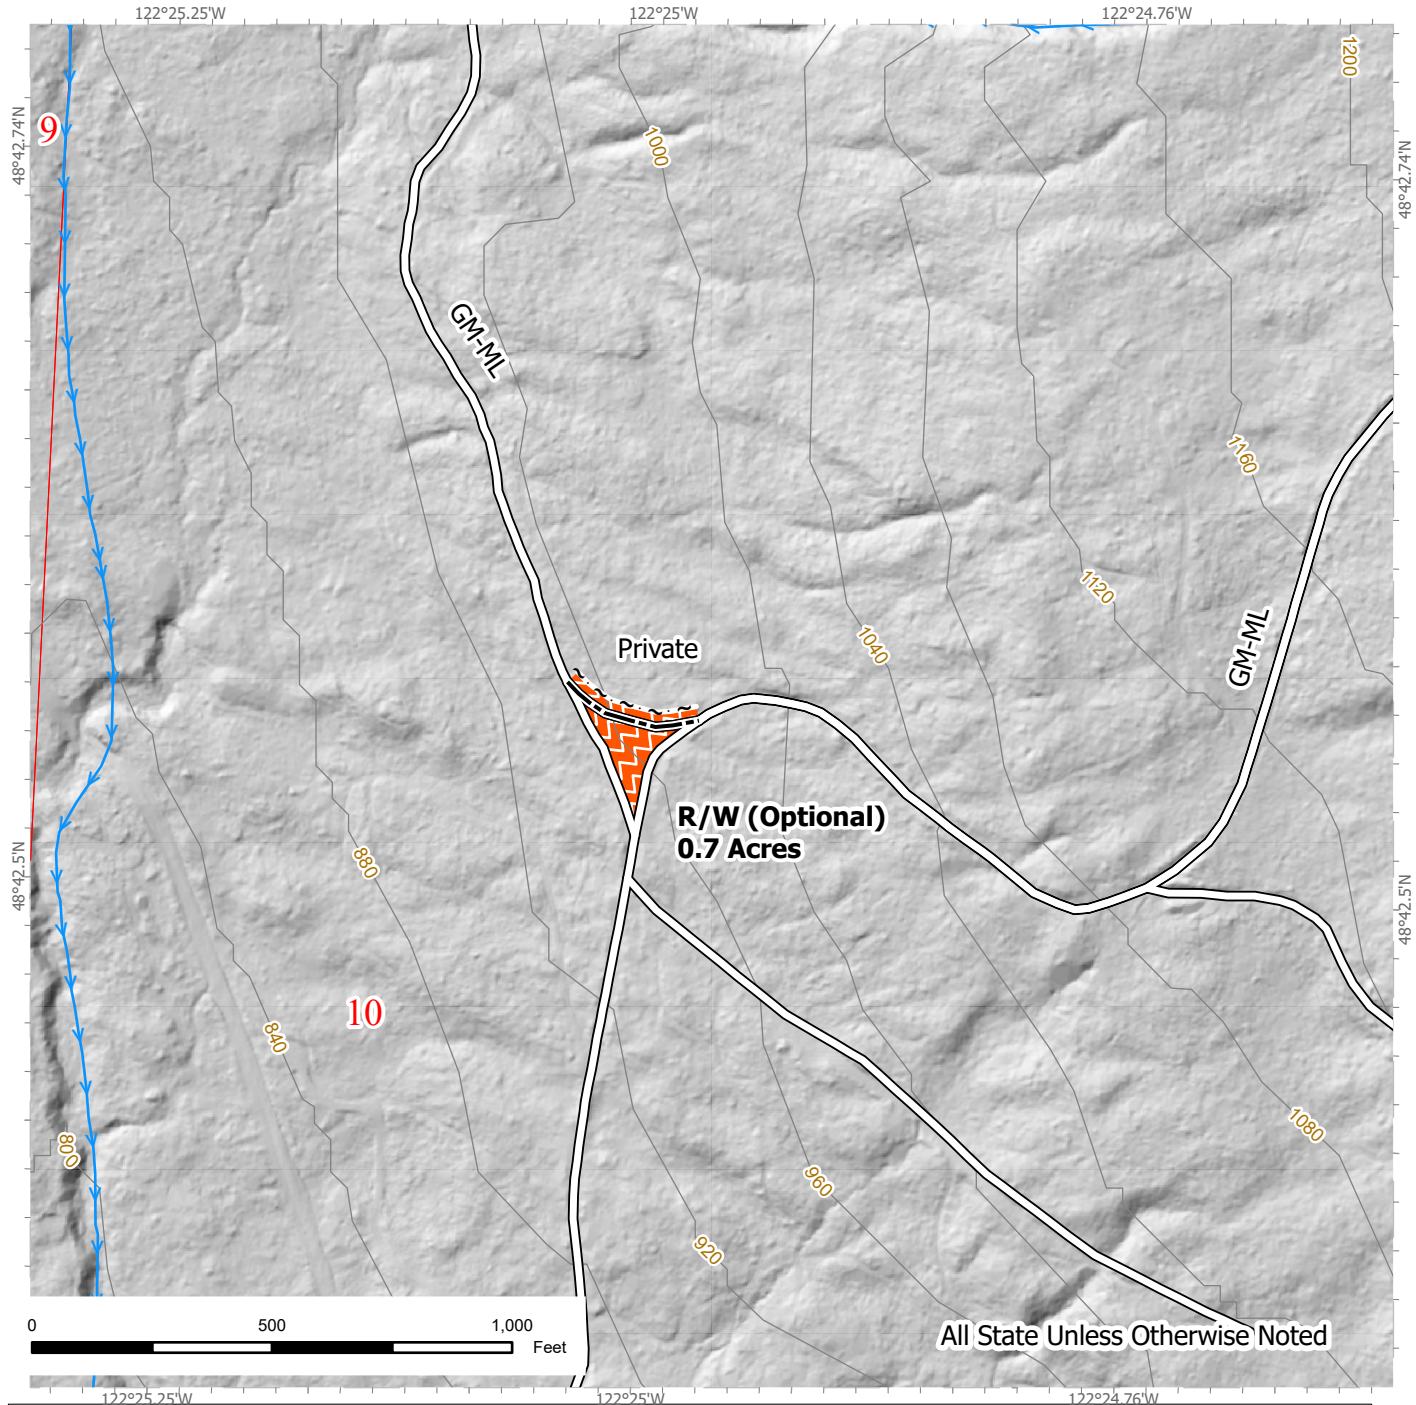 122°25.25'W
122°25'W
122°24.76'W
1200
48°42.74'N
9
1000
48°42.74'N
GM-ML
1160
1120
1040
GM-ML
Private
R/W (Optional)
0.7 Acres
880
48°42.5'N
48°42.5'N
10
840
800
1080
960
920
0 500 1,000
Feet
All State Unless Otherwise Noted
122°25.25'W
122°25'W
122°24.76'W